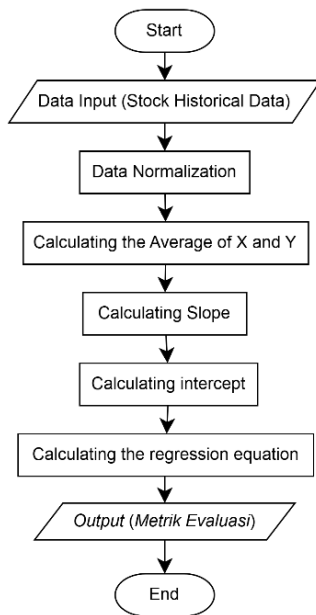 Start
Data Input (Stock Historical Data)
Data Normalization
Calculating the Average of X and Y
Calculating Slope
Calculating intercept
Calculating the regression equation
Output (Metrik Evaluasi)
End